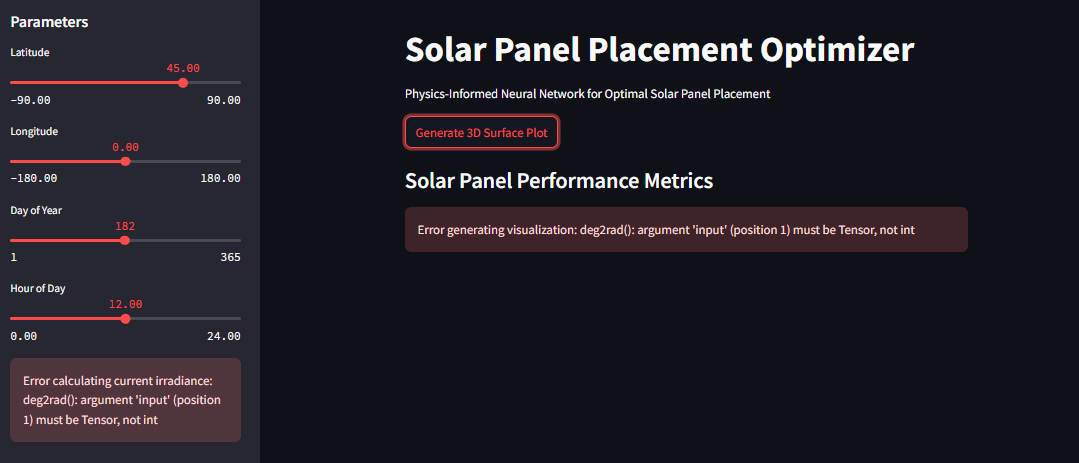 Parameters
Latitude
45.00
-90.00 90.00
Longitude
0.00
-180.00 180.00
Day of Year
182
1 365
Hour of Day
12.00
0.00 24.00
Error calculating current irradiance:
deg2rad(): argument 'input' (position
1) must be Tensor, not int
Solar Panel Placement Optimizer
Physics-Informed Neural Network for Optimal Solar Panel Placement
Generate 3D Surface Plot
Solar Panel Performance Metrics
Error generating visualization: deg2rad(): argument 'input' (position 1) must be Tensor, not int